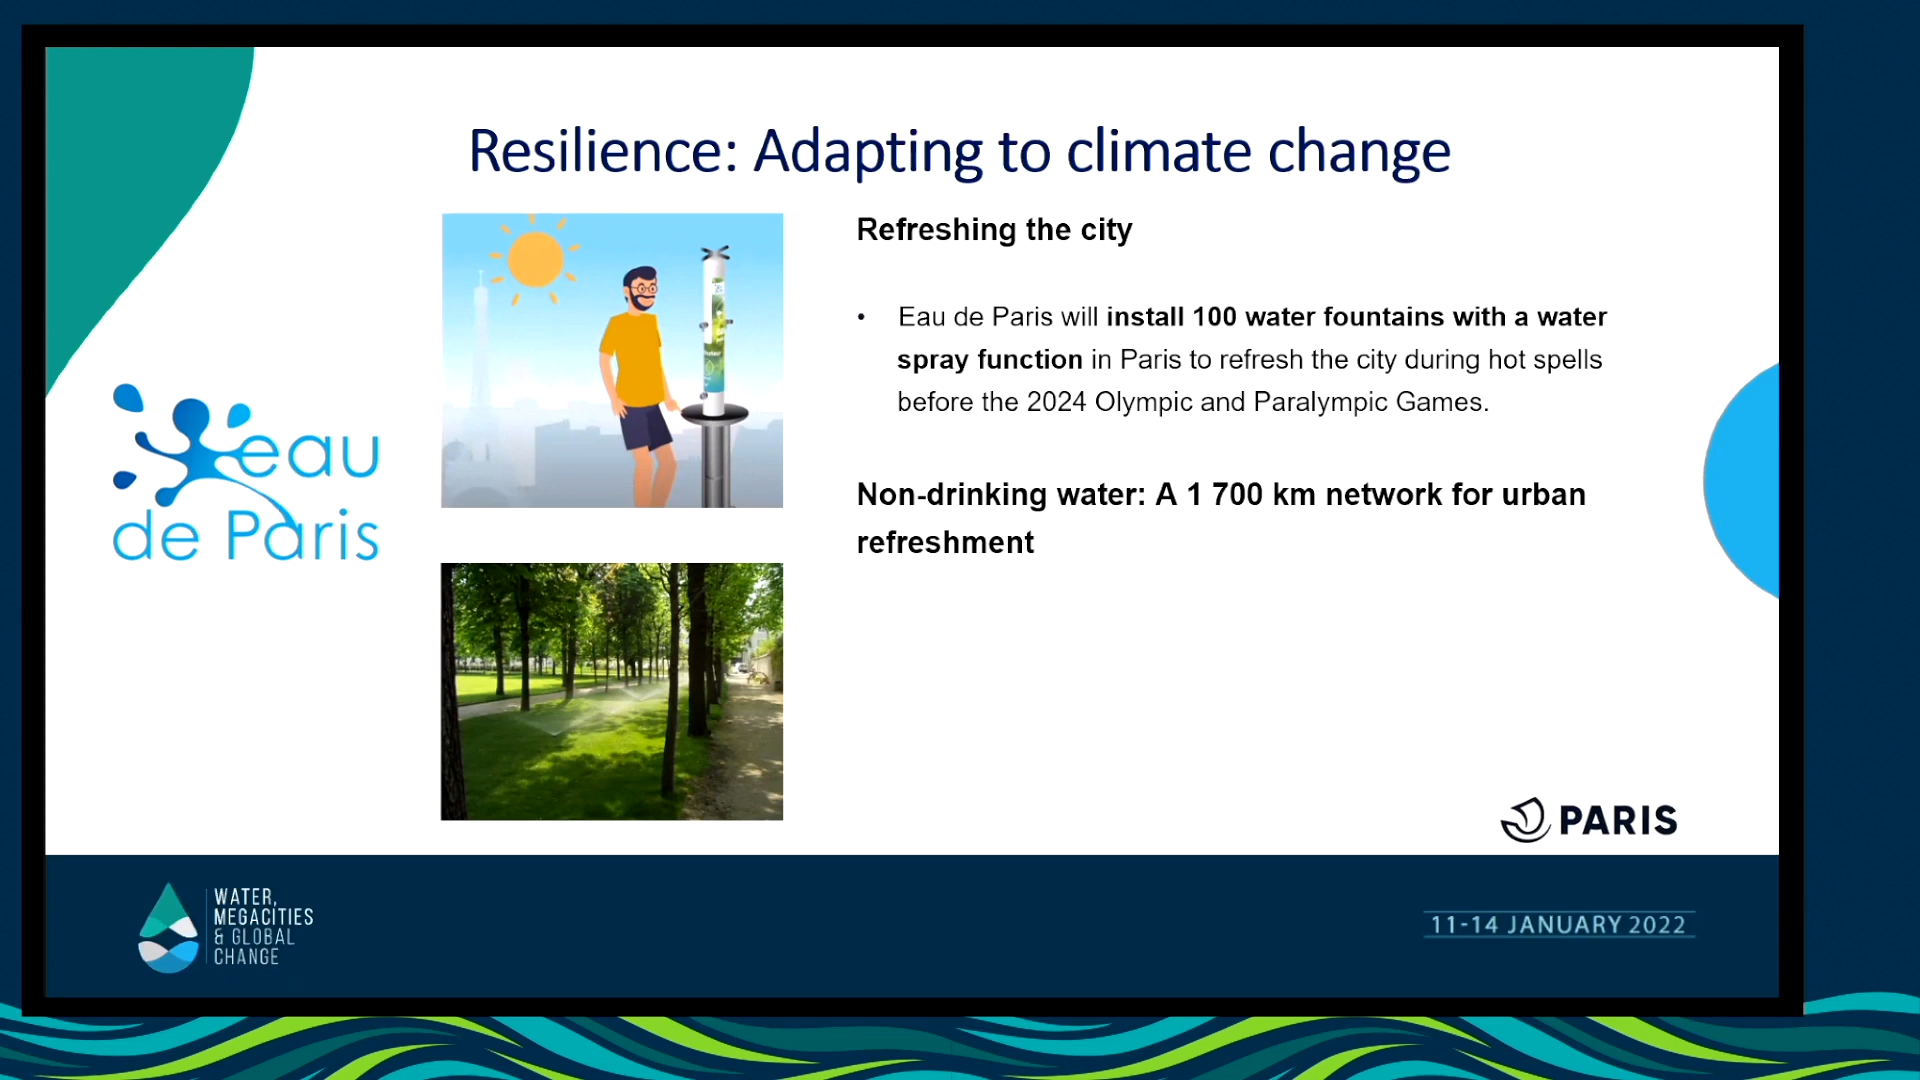 Resilience: Adapting to climate change
Refreshing the city
• Eau de Paris will install 100 water fountains with a water
spray function in Paris to refresh the city during hot spells
before the 2024 Olympic and Paralympic Games.
Non-drinking water: A 1 700 km network for urban
refreshment
eau
de Paris
PARIS
WATER,
MEGACITIES
& GLOBAL
CHANGE
11-14 JANUARY 2022